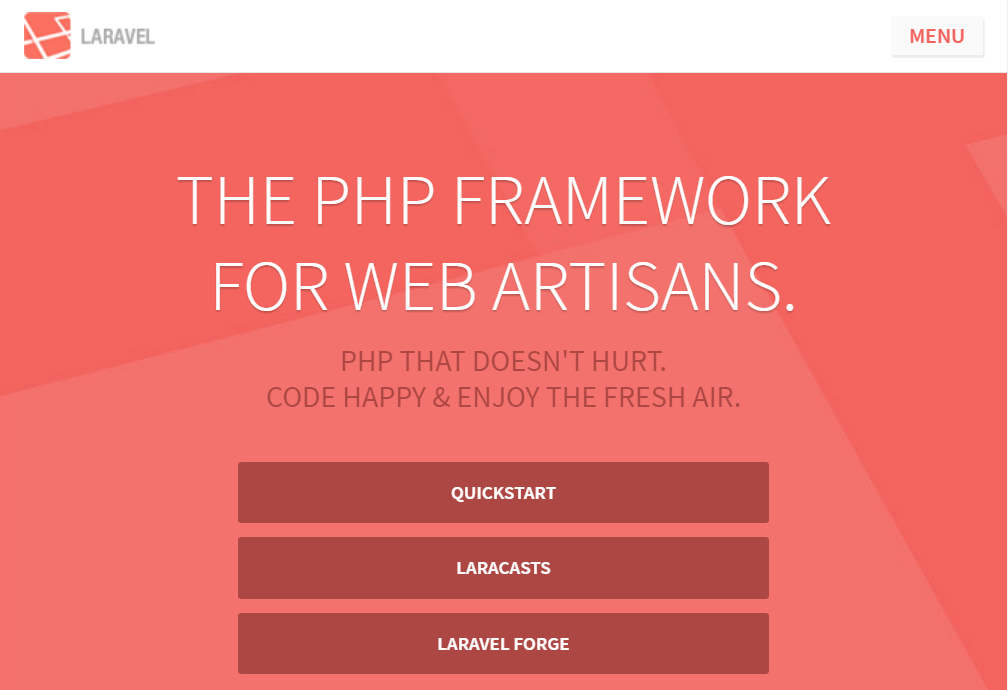 LARAVEL
MENU
THE PHP FRAMEWORK
FOR WEB ARTISANS.
PHP THAT DOESN'T HURT.
CODE HAPPY & ENJOY THE FRESH AIR.
QUICKSTART
LARACASTS
LARAVEL FORGE